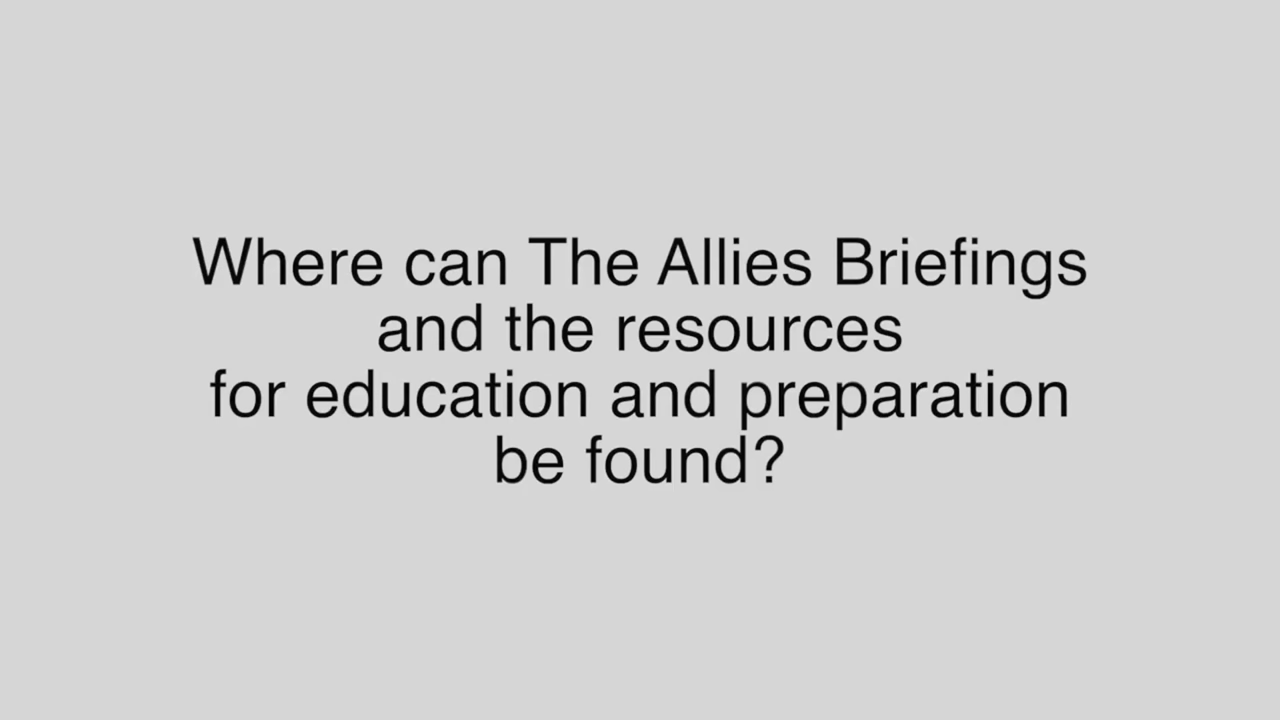 Where can The Allies Briefings
and the resources
for education and preparation
be found?